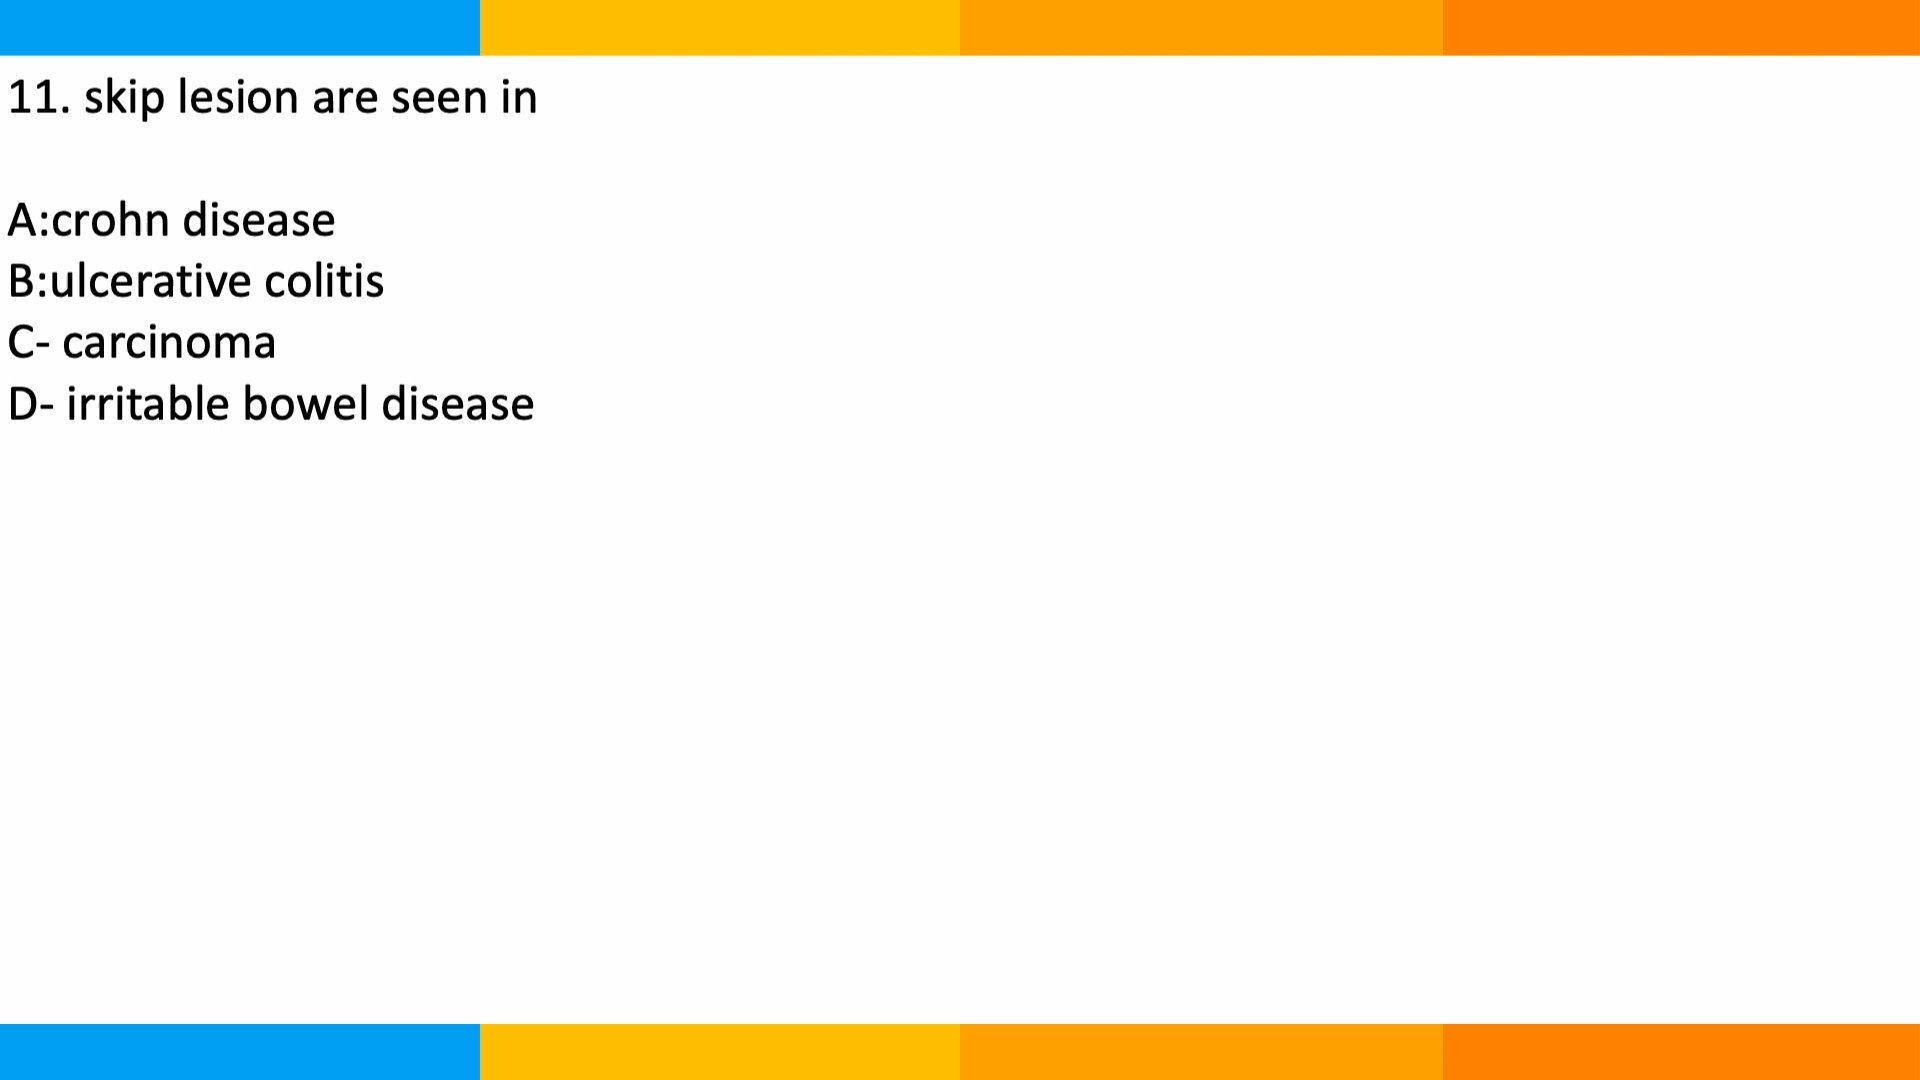 11. skip lesion are seen in
A:crohn disease
B:ulcerative colitis
C- carcinoma
D- irritable bowel disease